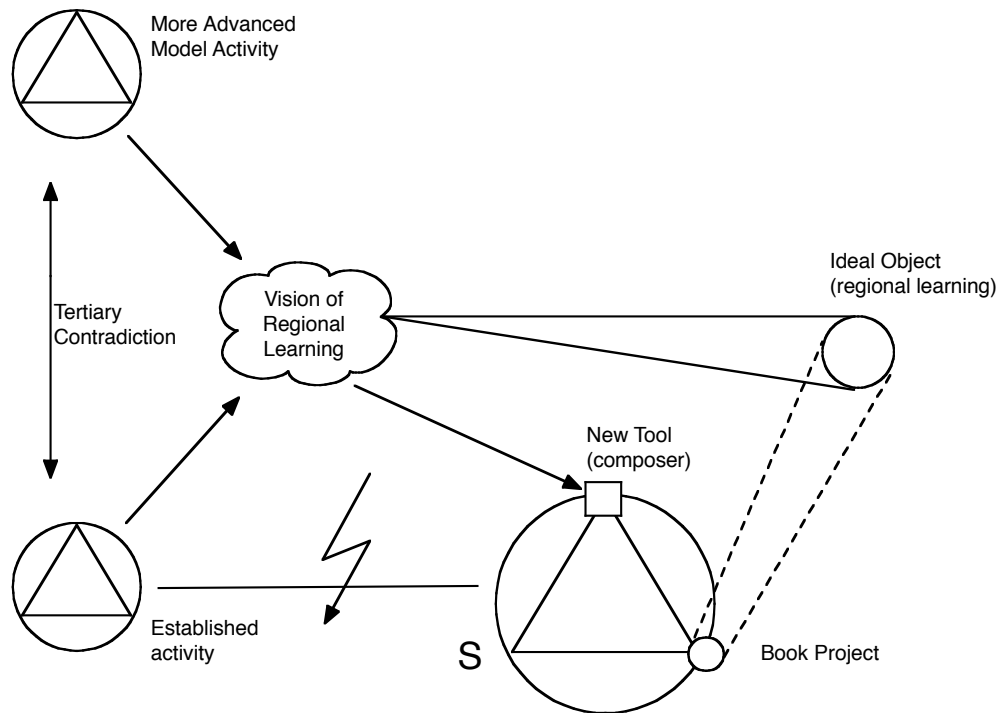 More Advanced
Model Activity
Ideal Object
(regional learning)
Vision of
Regional
Learning
Tertiary
Contradiction
New Tool
(composer)
Established
activity
S
Book Project